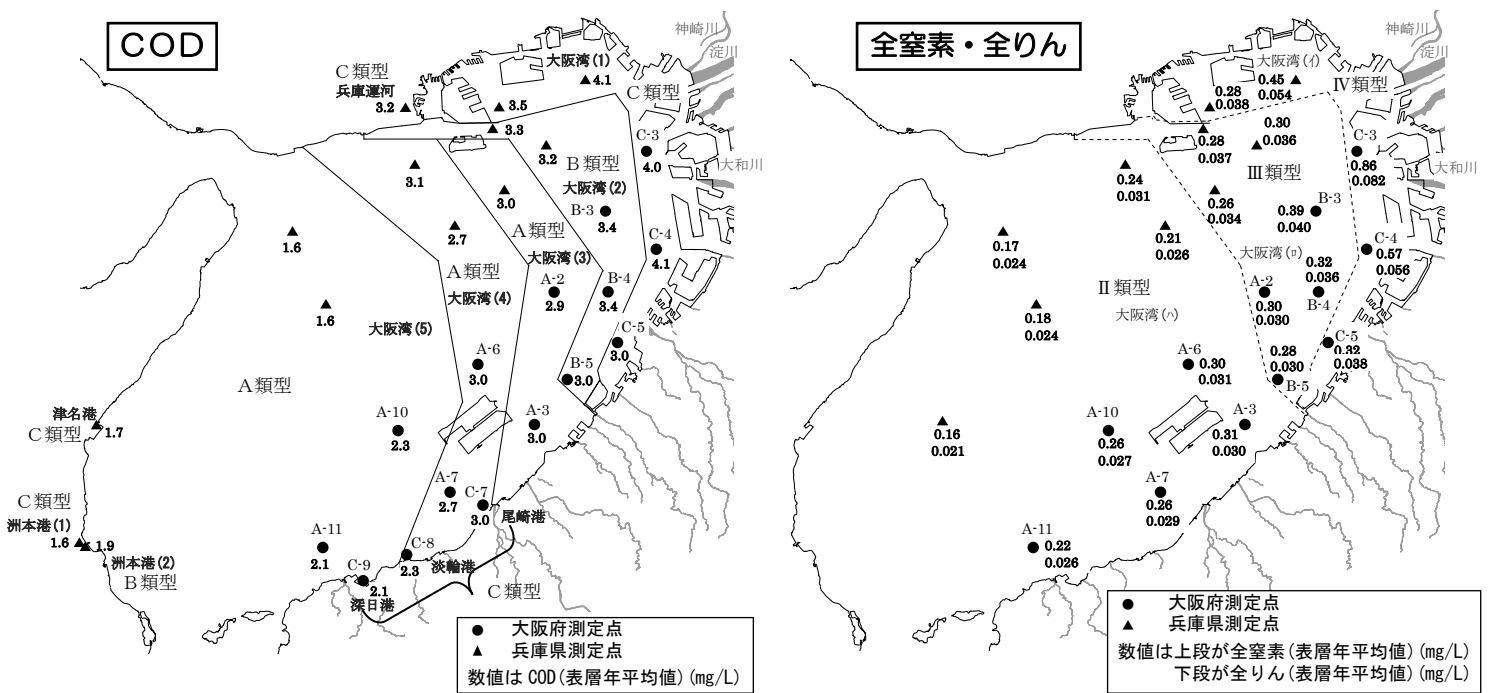 COD
神崎川
淀川
大阪湾(1)
4.1
C類型
兵庫運河
3.2
3.5
C類型
3.3
C-3
4.0
3.2
B類型
大和川
3.1
大阪湾(2)
3.0
B-3
3.4
A類型
2.7
1.6
C-4
4.1
大阪湾(3)
A類型
A-2
2.9
B-4
3.4
大阪湾(4)
1.6
大阪湾(5)
C-5
3.0
A-6
3.0
B-5
3.0
A類型
津名港
1.7
C類型
A-10
2.3
A-3
3.0
A-7
2.7
C-7
3.0
C類型
洲本港(1)
1.6
1.9
洲本港(2)
B類型
尾崎港
A-11
2.1
C-8
2.3
淡輪港
C-9
2.1
深日港
C類型
● 大阪府測定点
▲ 兵庫県測定点
数値はCOD(表層年平均値)(mg/L)
全窒素・全りん
神崎川
淀川
大阪湾(イ)
0.45
0.054
Ⅳ類型
0.28
0.038
0.30
0.036
0.28
0.037
C-3
0.86
0.082
大和川
Ⅲ類型
0.24
0.031
0.26
0.034
B-3
0.39
0.040
0.17
0.024
0.21
0.026
C-4
0.57
0.056
大阪湾(ロ)
0.32
0.036
B-4
Ⅱ類型
A-2
0.30
0.030
大阪湾(ハ)
0.18
0.024
C-5
0.32
0.038
A-6
0.30
0.031
0.28
0.030
B-5
0.16
0.021
A-10
0.26
0.027
A-3
0.31
0.030
A-7
0.26
0.029
A-11
0.22
0.026
● 大阪府測定点
▲ 兵庫県測定点
数値は上段が全窒素(表層年平均値)(mg/L)
下段が全りん(表層年平均値)(mg/L)